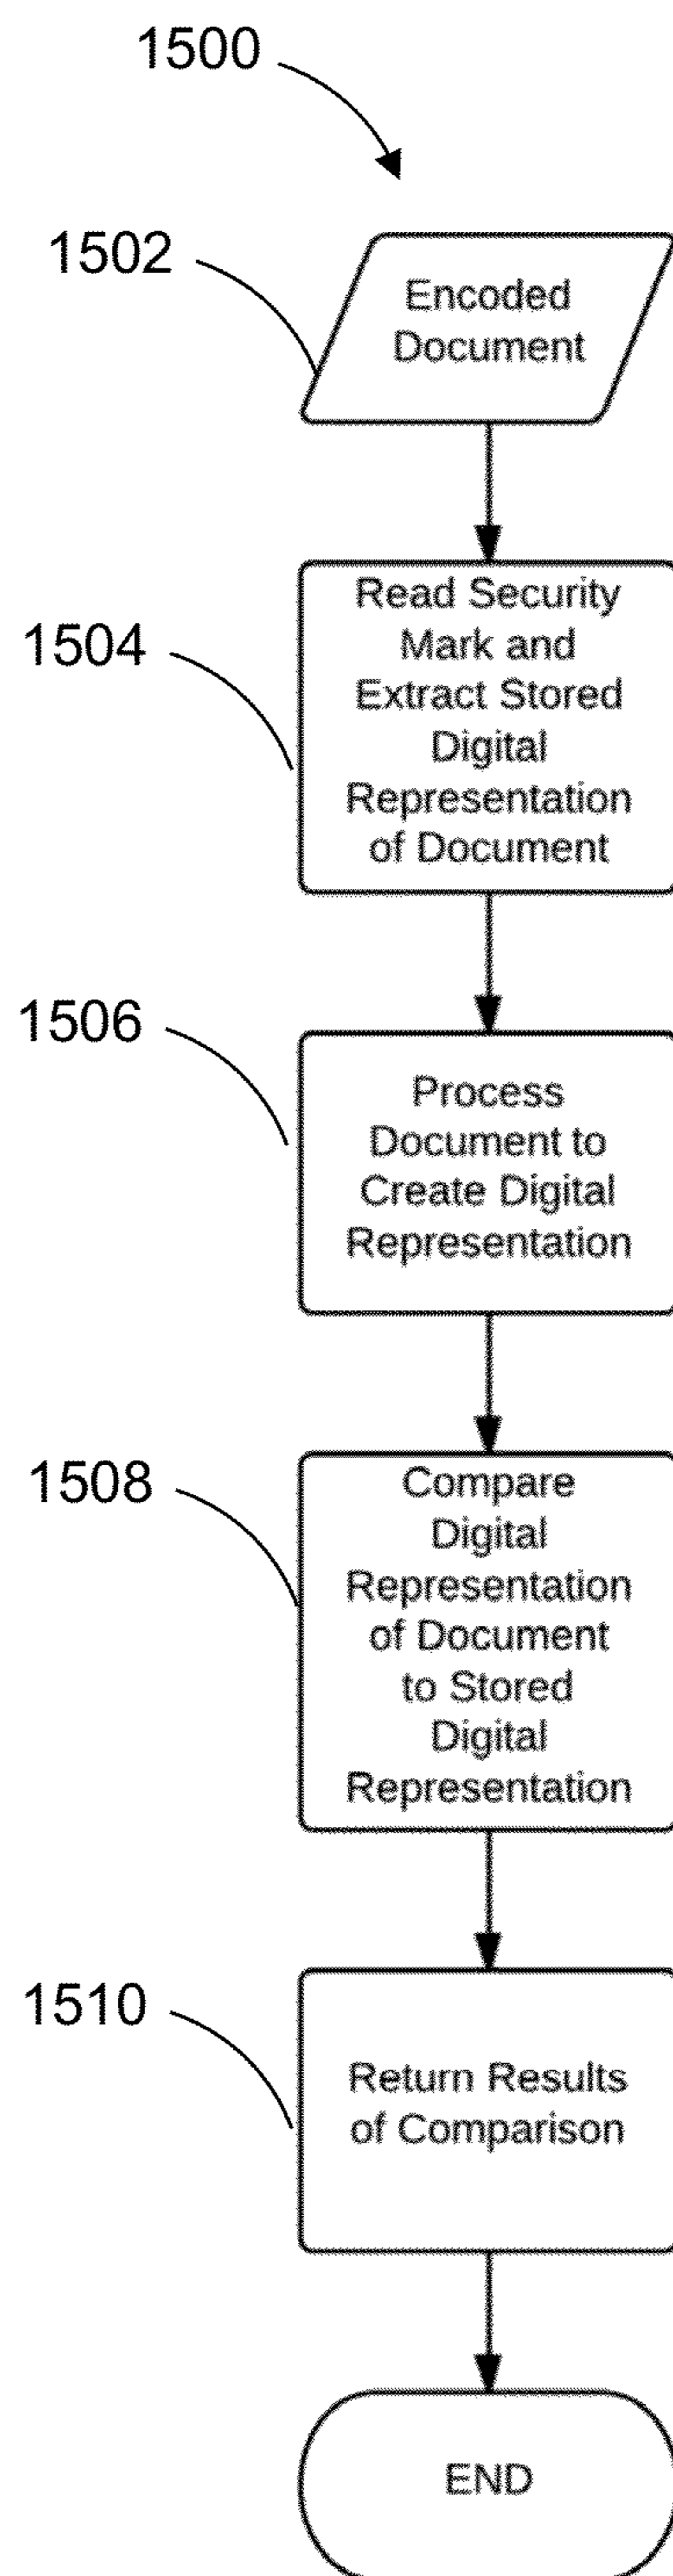 1500
1502
Encoded
Document
1504
Read Security
Mark and
Extract Stored
Digital
Representation
of Document
1506
Process
Document to
Create Digital
Representation
1508
Compare
Digital
Representation
of Document
to Stored
Digital
Representation
1510
Return Results
of Comparison
END